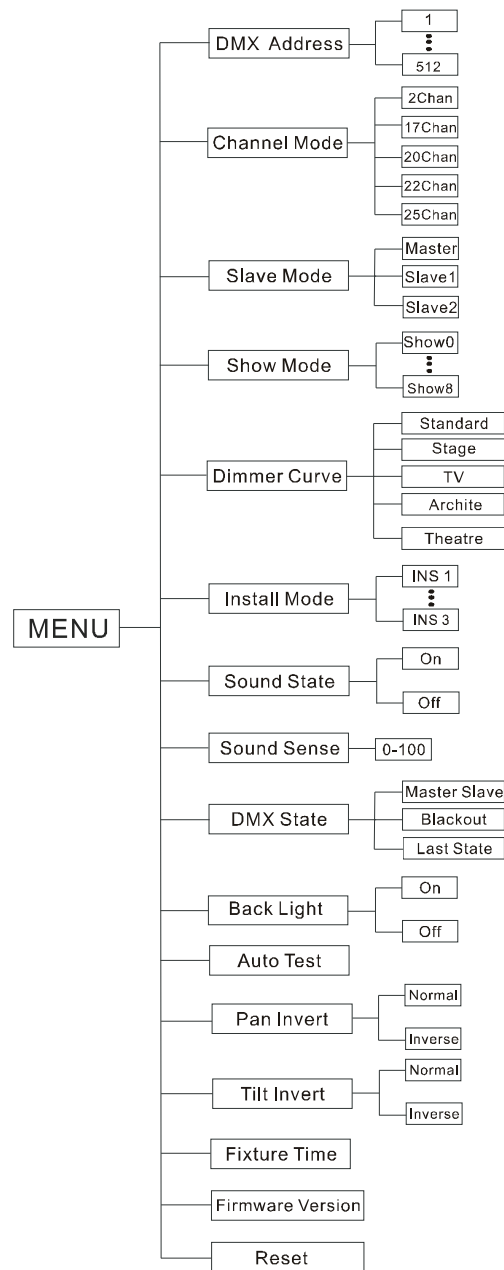 MENU
DMX Address
1
512
Channel Mode
2Chan
17Chan
20Chan
22Chan
25Chan
Slave Mode
Master
Slave1
Slave2
Show Mode
Show0
Show8
Dimmer Curve
Standard
Stage
TV
Archite
Theatre
Install Mode
INS 1
INS 3
Sound State
On
Off
Sound Sense
0-100
DMX State
Master Slave
Blackout
Last State
Back Light
On
Off
Auto Test
Pan Invert
Normal
Inverse
Tilt Invert
Normal
Inverse
Fixture Time
Firmware Version
Reset